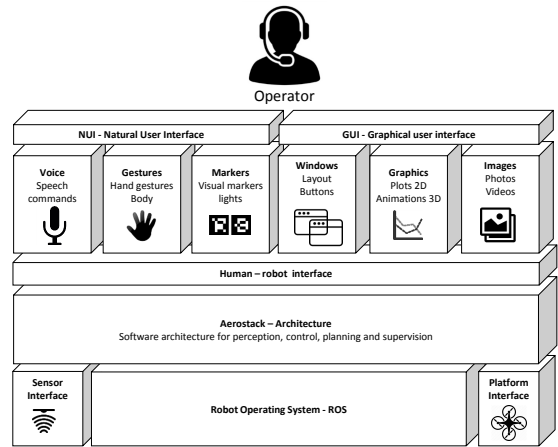 Operator
NUI - Natural User Interface
GUI - Graphical user interface
Voice
Speech
commands
Gestures
Hand gestures
Body
Markers
Visual markers
lights
Windows
Layout
Buttons
Graphics
Plots 2D
Animations 3D
Images
Photos
Videos
Human – robot interface
Aerostack – Architecture
Software architecture for perception, control, planning and supervision
Sensor
Interface
Robot Operating System - ROS
Platform
Interface